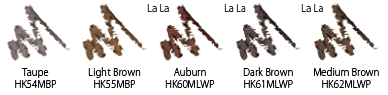 La La La La La La
Taupe Light Brown Auburn Dark Brown Medium Brown
HK54MBP HK55MBP HK60MLWP HK61MLWP HK62MLWP